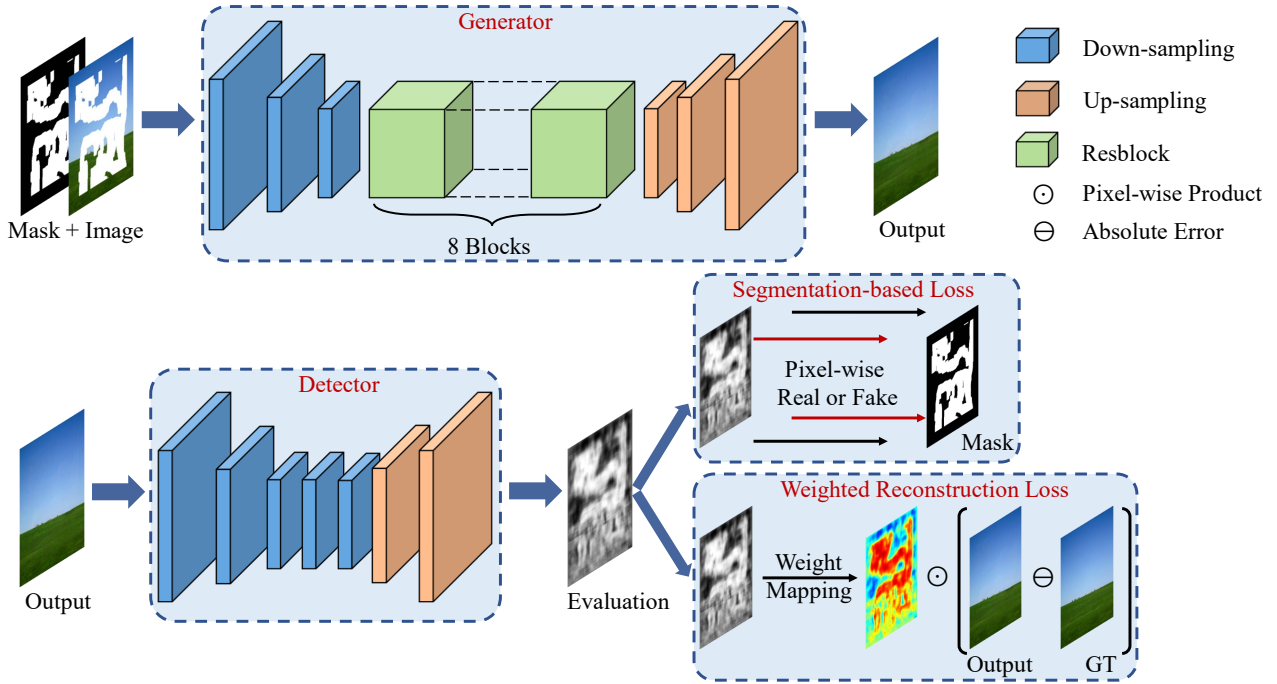 Generator
Mask + Image
8 Blocks
Output
Down-sampling
Up-sampling
Resblock
Pixel-wise Product
Absolute Error
Detector
Output
Evaluation
Segmentation-based Loss
Pixel-wise
Real or Fake
Mask
Weighted Reconstruction Loss
Weight
Mapping
Output
GT